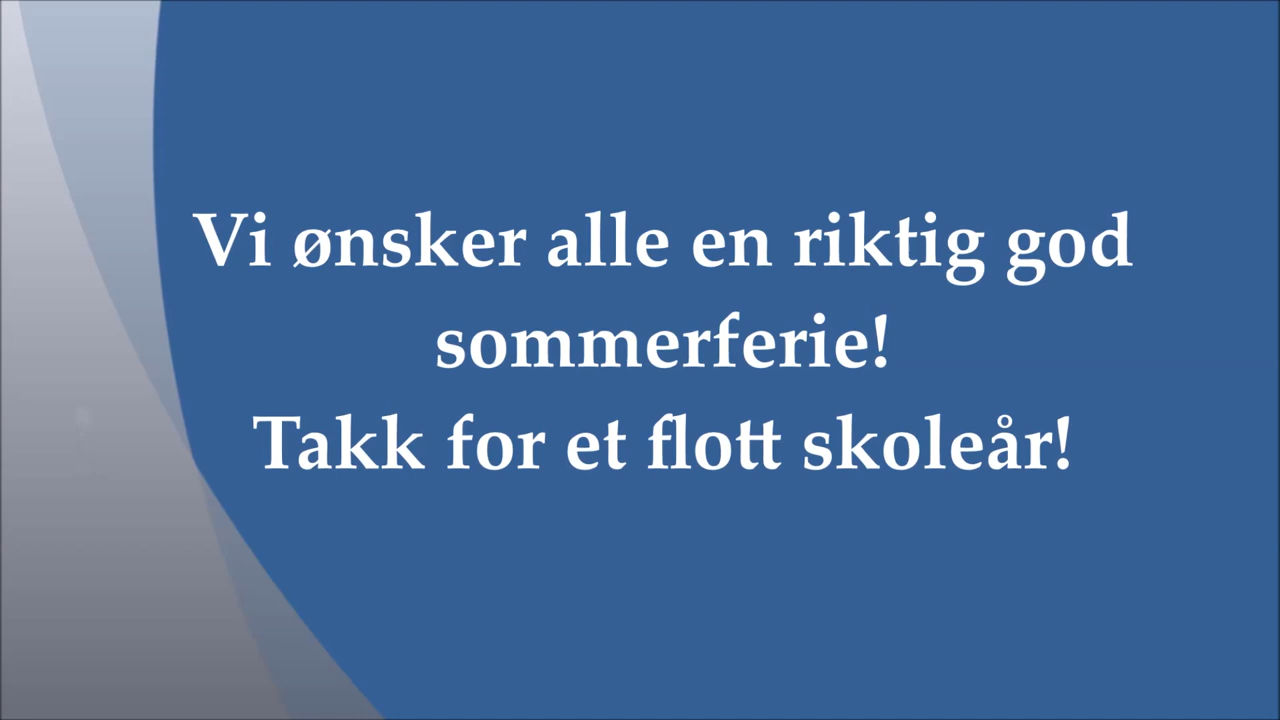 Vi ønsker alle en riktig god
sommerferie!
Takk for et flott skoleår!